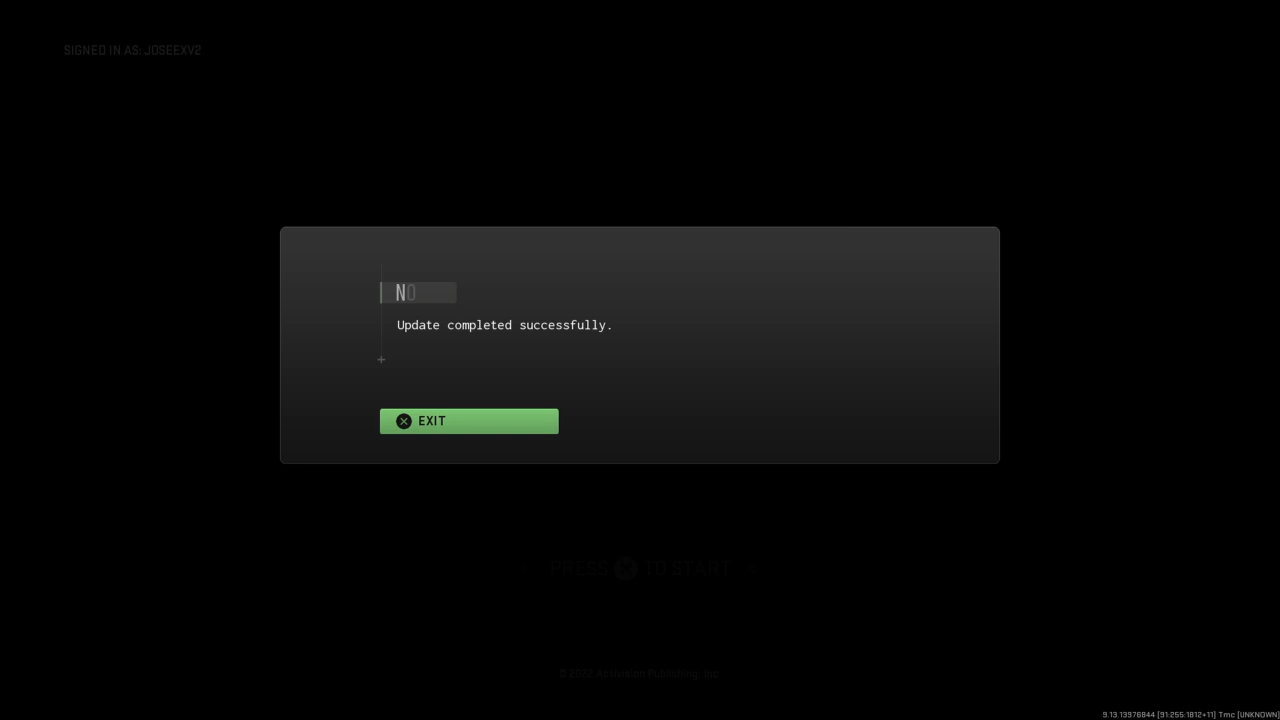 SIGNED IN AS: JOSEEXV2
NO
Update completed successfully.
EXIT
PRESS TO START
© 2022 Activision Publishing, Inc.
9.13.13976844 [91:255:1812+11] Tmc [UNKNOWN]